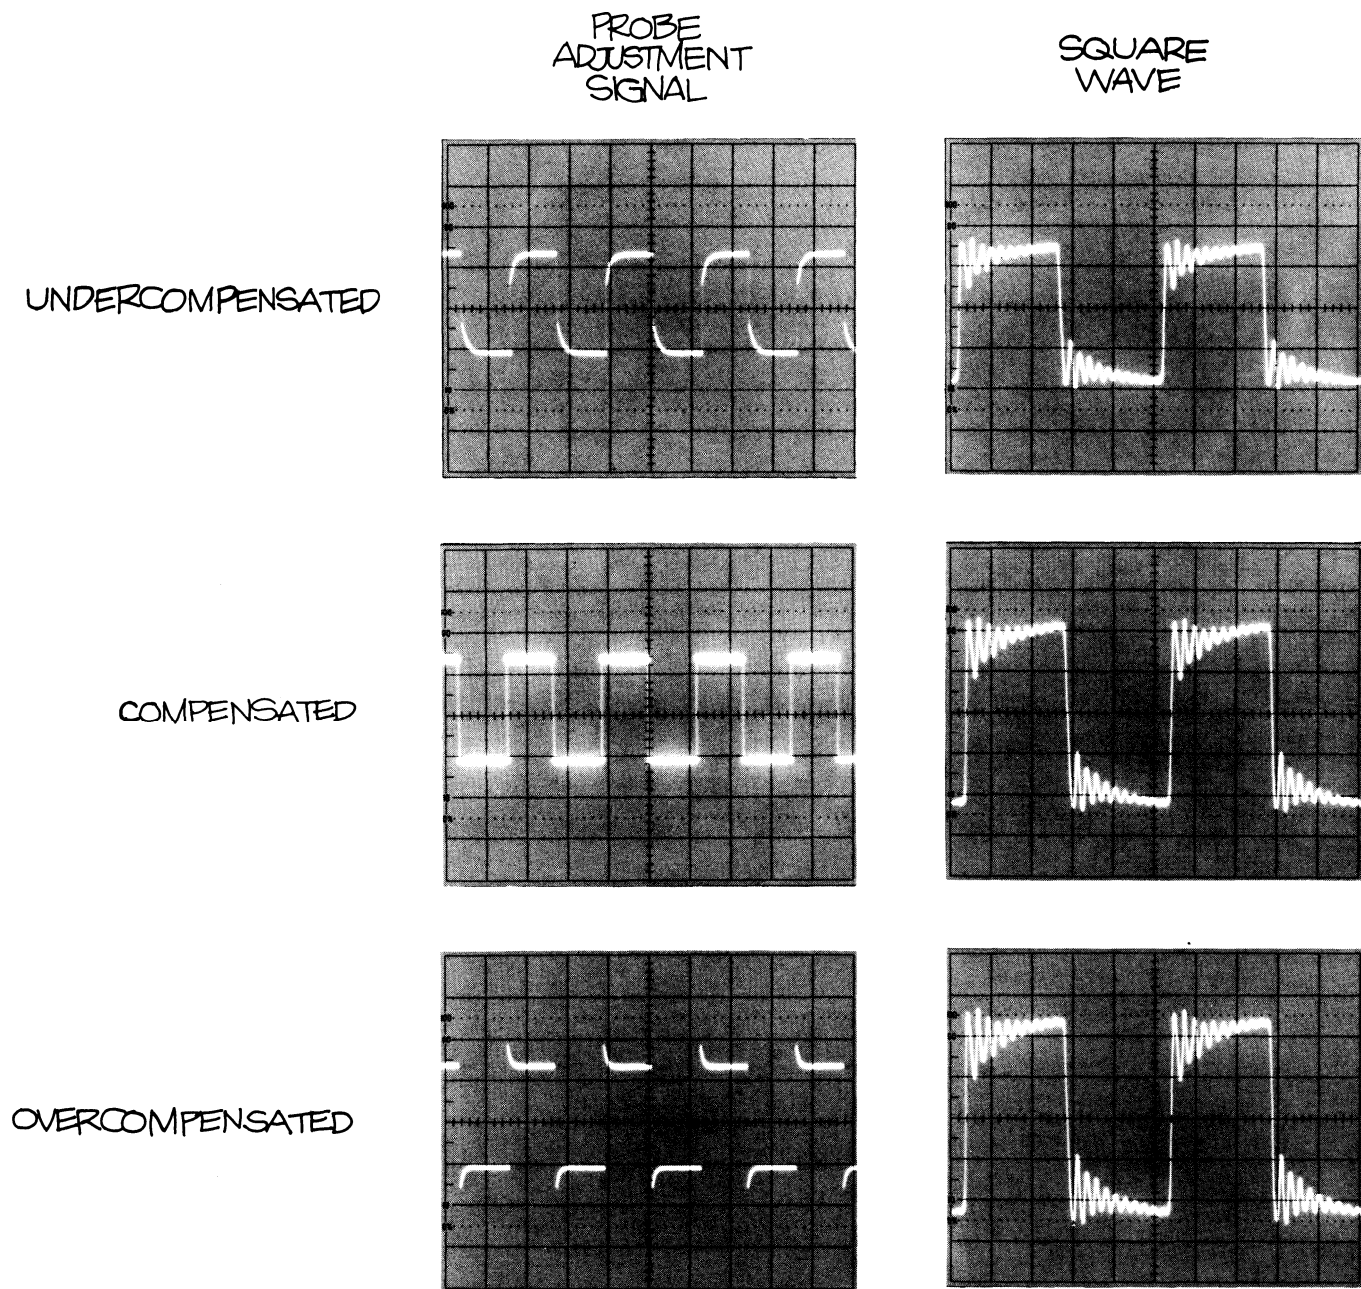 PROBE
ADJUSTMENT
SIGNAL
SQUARE
WAVE
UNDERCOMPENSATED
COMPENSATED
OVERCOMPENSATED